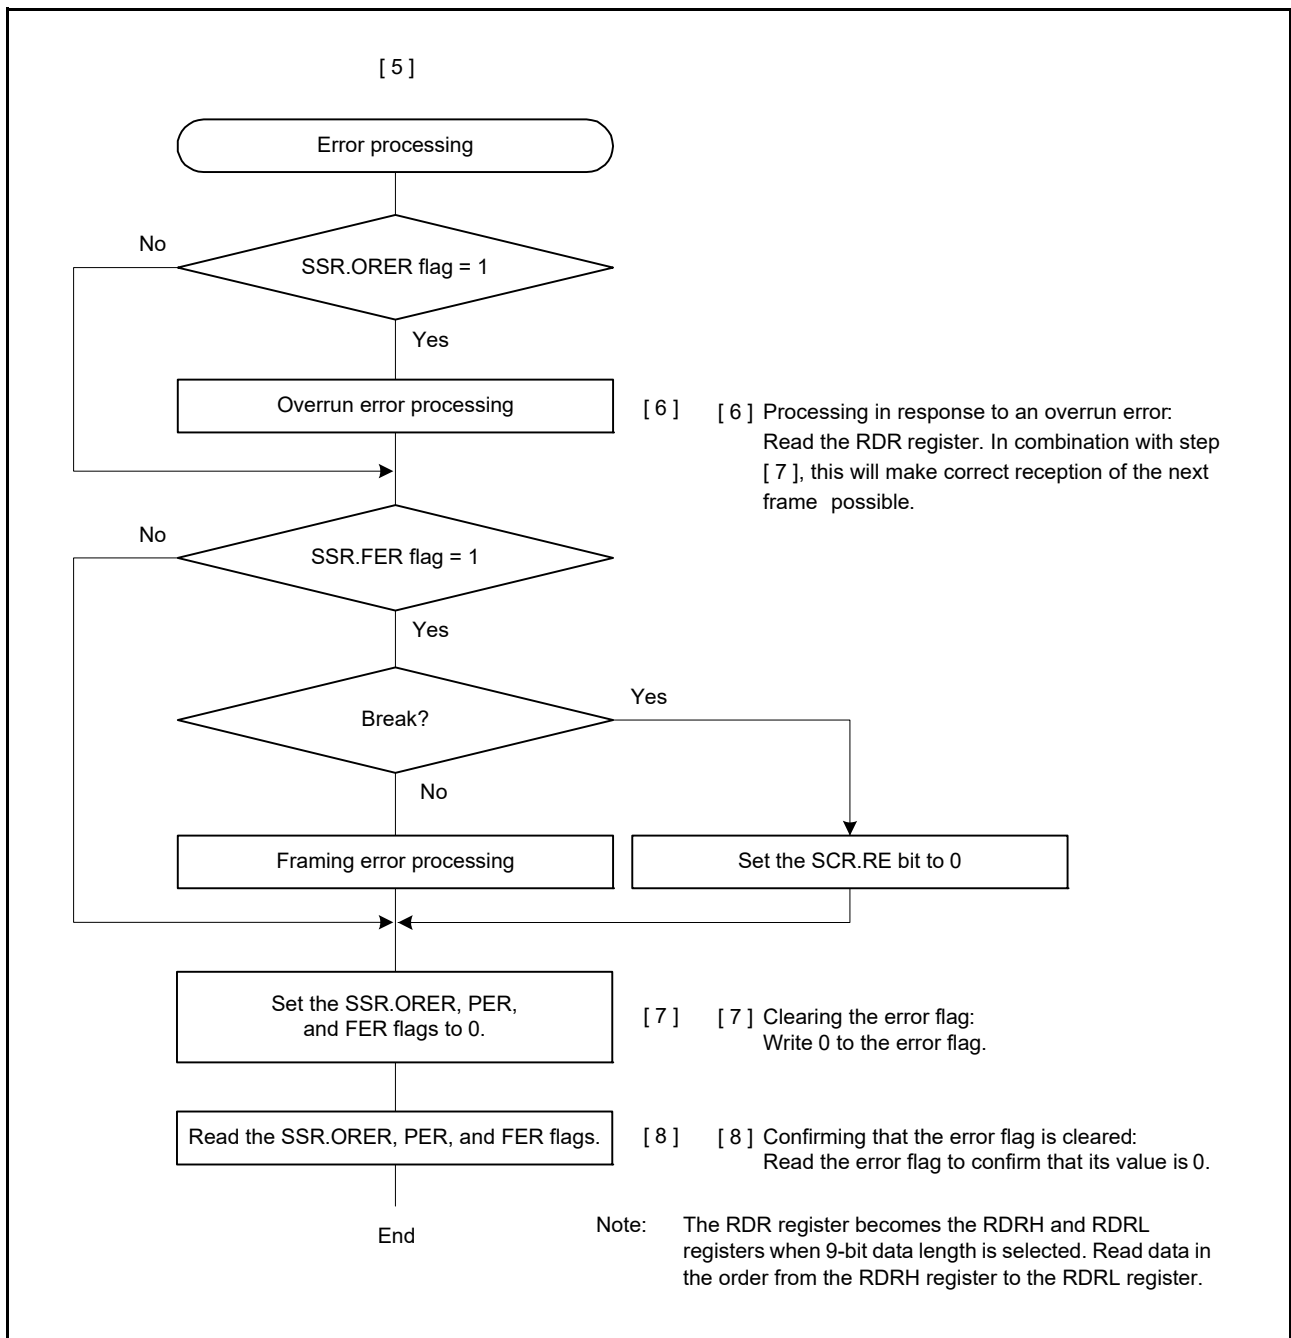 [ 5 ]
Error processing
No
SSR.ORER flag = 1
Yes
Overrun error processing
[ 6 ]
[ 6 ] Processing in response to an overrun error:
Read the RDR register. In combination with step
[ 7 ], this will make correct reception of the next
frame possible.
No
SSR.FER flag = 1
Yes
Break?
Yes
No
Framing error processing
Set the SCR.RE bit to 0
Set the SSR.ORER, PER,
and FER flags to 0.
[ 7 ]
[ 7 ] Clearing the error flag:
Write 0 to the error flag.
Read the SSR.ORER, PER, and FER flags.
[ 8 ]
[ 8 ] Confirming that the error flag is cleared:
Read the error flag to confirm that its value is 0.
End
Note: The RDR register becomes the RDRH and RDRL
registers when 9-bit data length is selected. Read data in
the order from the RDRH register to the RDRL register.